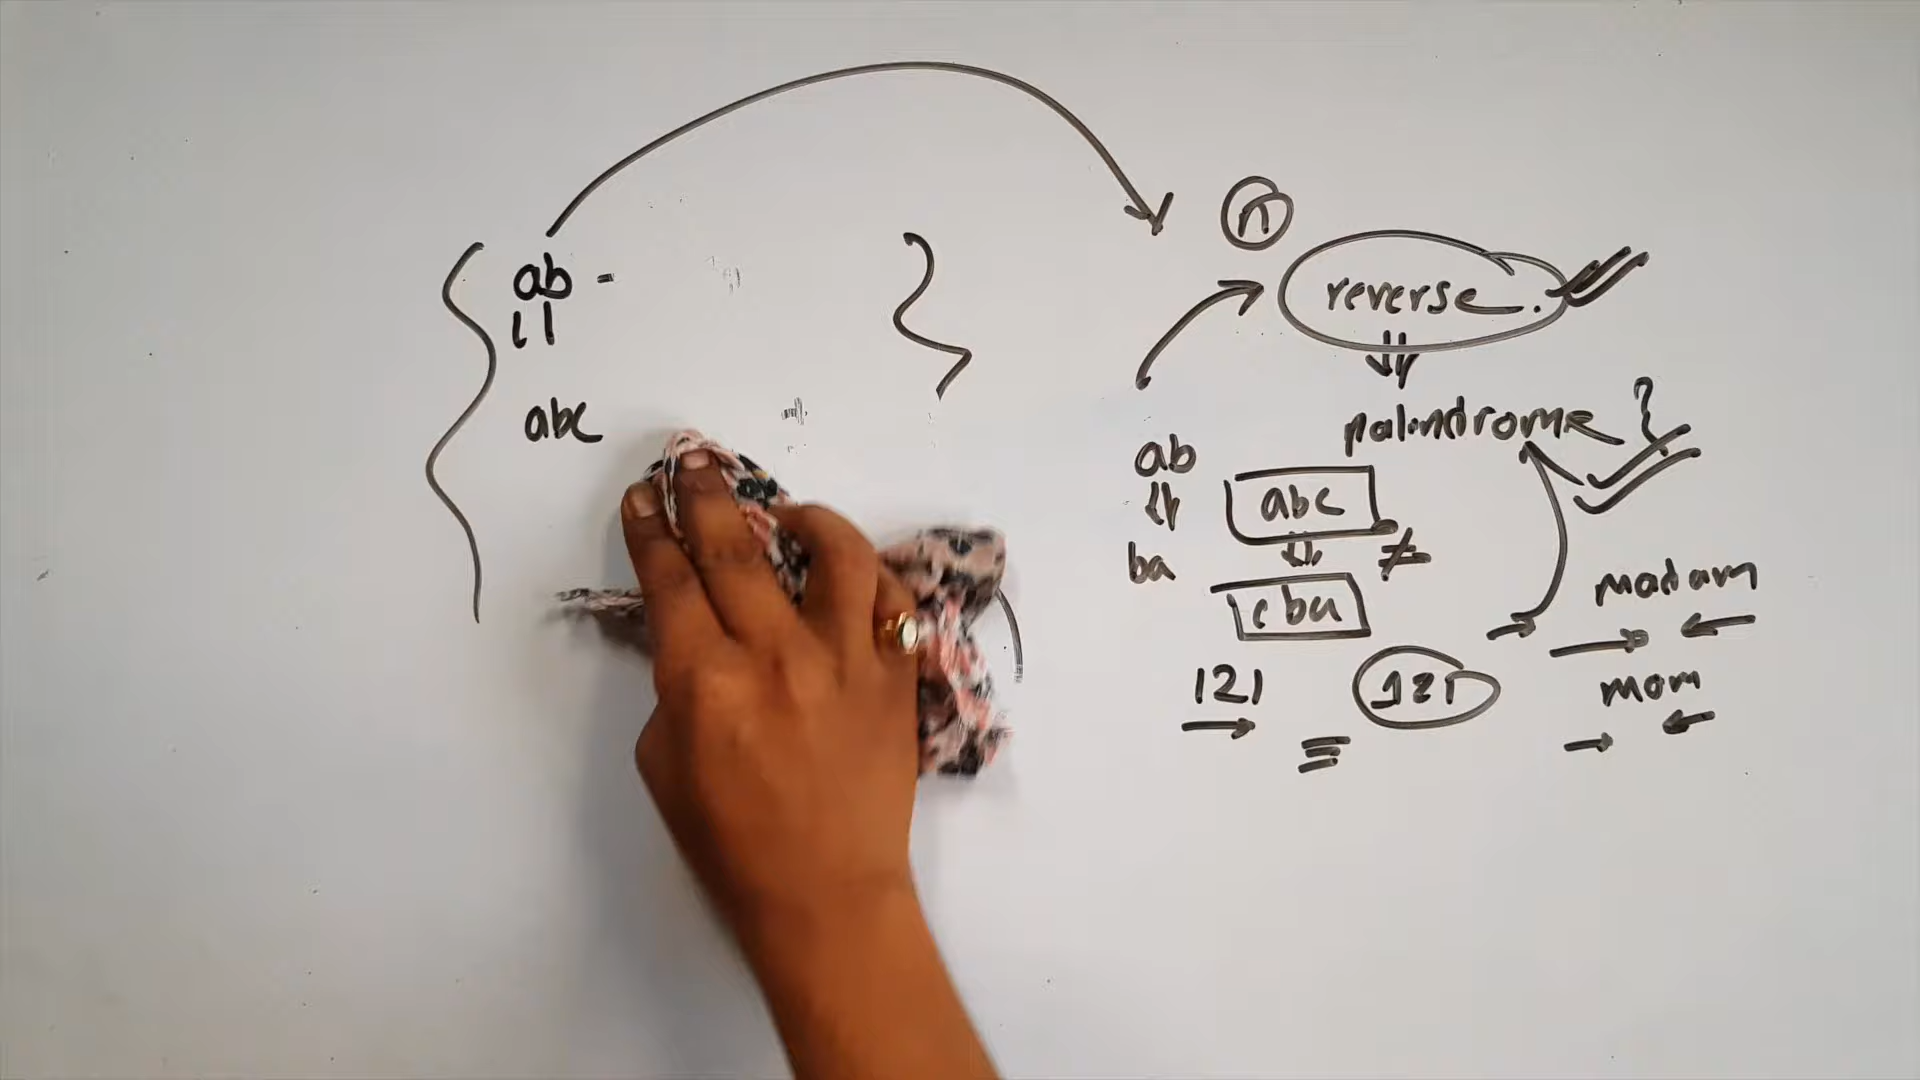 ab -
abc
n
reverse.
palindrome ?
ab
ba
abc
≠
cba
121
121
madam
mom